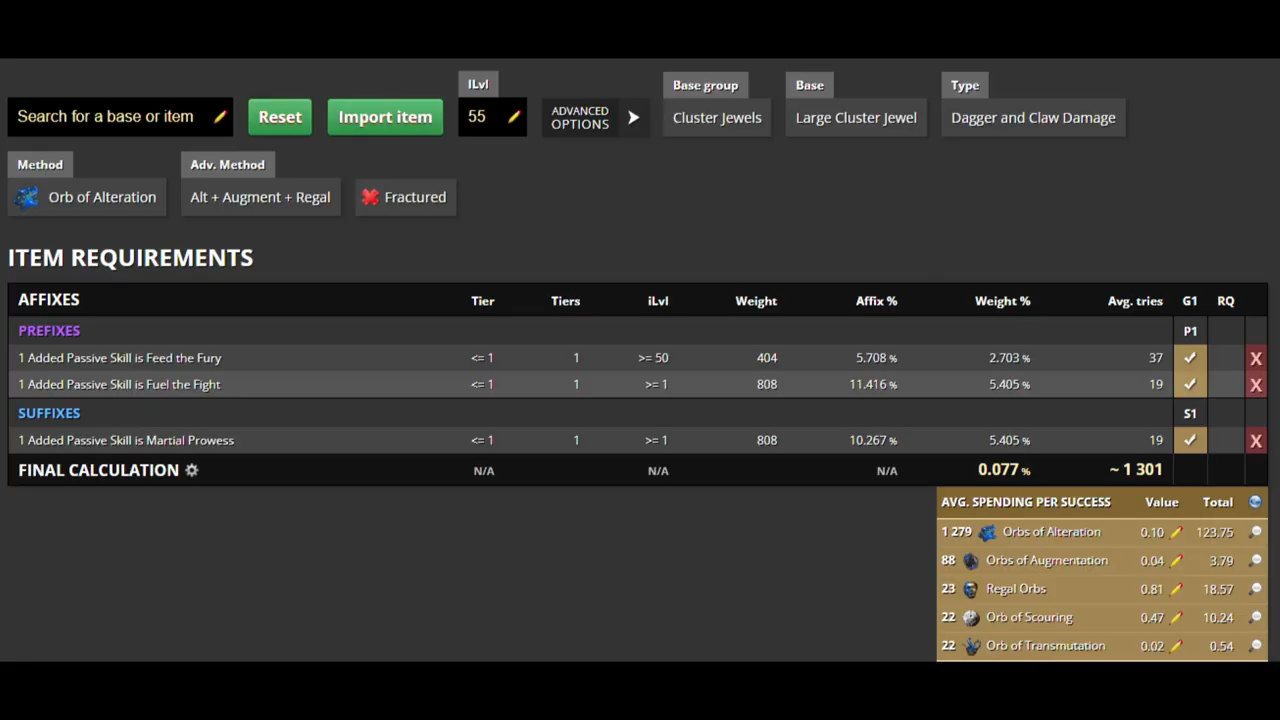 ILvl
Base group
Base
Type
Search for a base or item
Reset
Import item
55
ADVANCED
OPTIONS
Cluster Jewels
Large Cluster Jewel
Dagger and Claw Damage
Method
Adv. Method
Orb of Alteration
Alt + Augment + Regal
Fractured
ITEM REQUIREMENTS
AFFIXES Tier Tiers iLvl Weight Affix % Weight % Avg. tries G1 RQ
PREFIXES P1
1 Added Passive Skill is Feed the Fury <= 1 1 >= 50 404 5.708 % 2.703 % 37 X
1 Added Passive Skill is Fuel the Fight <= 1 1 >= 1 808 11.416 % 5.405 % 19 X
SUFFIXES S1
1 Added Passive Skill is Martial Prowess <= 1 1 >= 1 808 10.267 % 5.405 % 19 X
FINAL CALCULATION N/A N/A N/A 0.077 % ~ 1 301
AVG. SPENDING PER SUCCESS Value Total
1 279 Orbs of Alteration 0.10 123.75
88 Orbs of Augmentation 0.04 3.79
23 Regal Orbs 0.81 18.57
22 Orb of Scouring 0.47 10.24
22 Orb of Transmutation 0.02 0.54